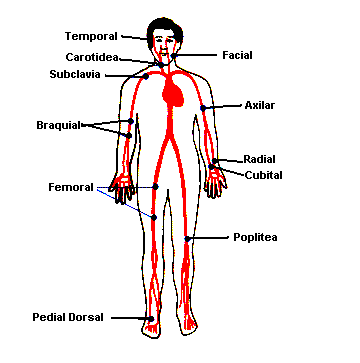 Temporal
Carotidea
Facial
Subclavia
Axilar
Braquial
Radial
Cubital
Femoral
Poplitea
Pedial Dorsal